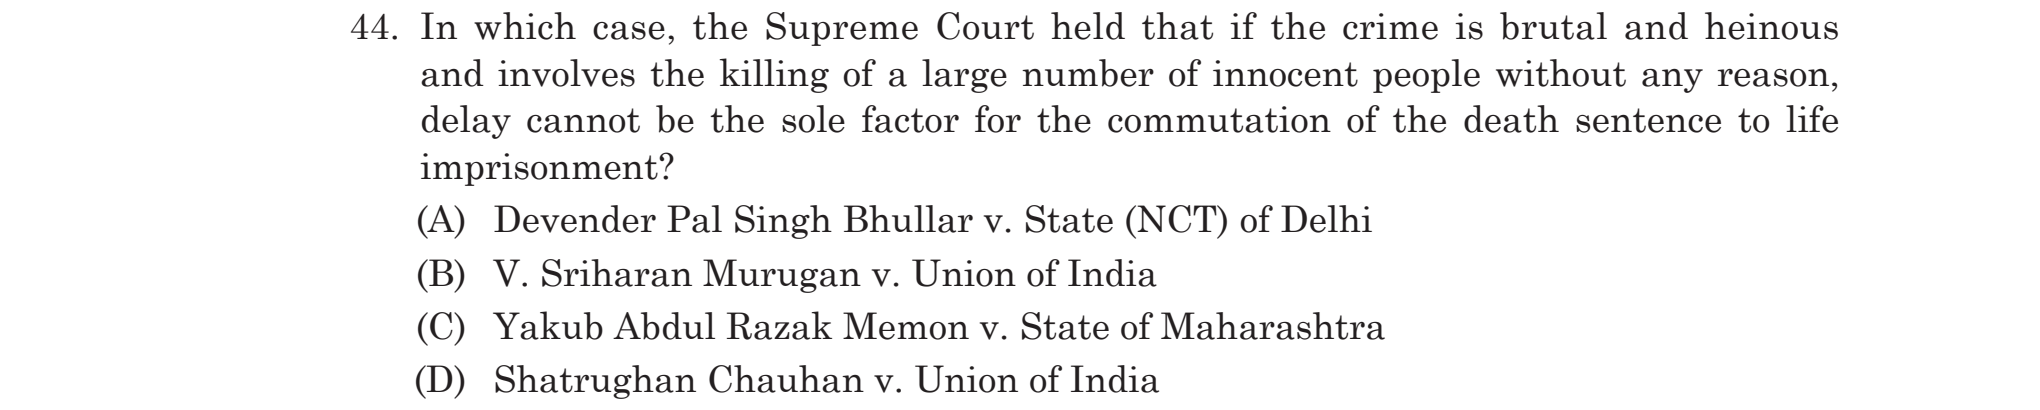 44. In which case, the Supreme Court held that if the crime is brutal and heinous
and involves the killing of a large number of innocent people without any reason,
delay cannot be the sole factor for the commutation of the death sentence to life
imprisonment?
(A) Devender Pal Singh Bhullar v. State (NCT) of Delhi
(B) V. Sriharan Murugan v. Union of India
(C) Yakub Abdul Razak Memon v. State of Maharashtra
(D) Shatrughan Chauhan v. Union of India